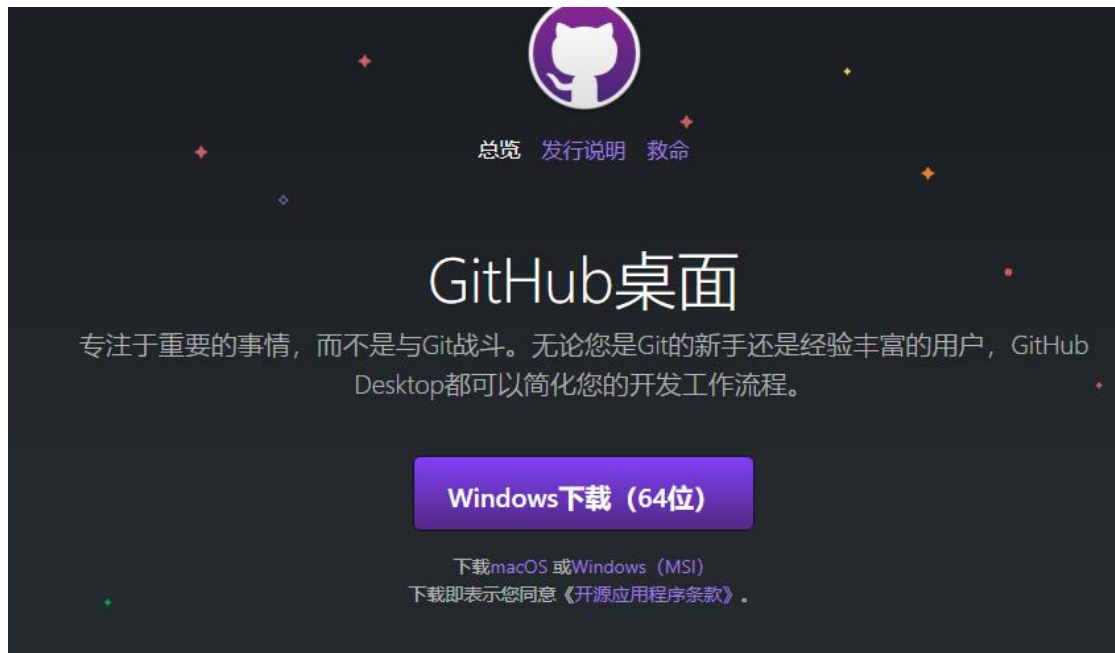 总览 发行说明 救命
GitHub桌面
专注于重要的事情，而不是与Git战斗。无论您是Git的新手还是经验丰富的用户，GitHub
Desktop都可以简化您的开发工作流程。
Windows下载（64位）
下载macOS 或Windows（MSI）
下载即表示您同意《开源应用程序条款》。